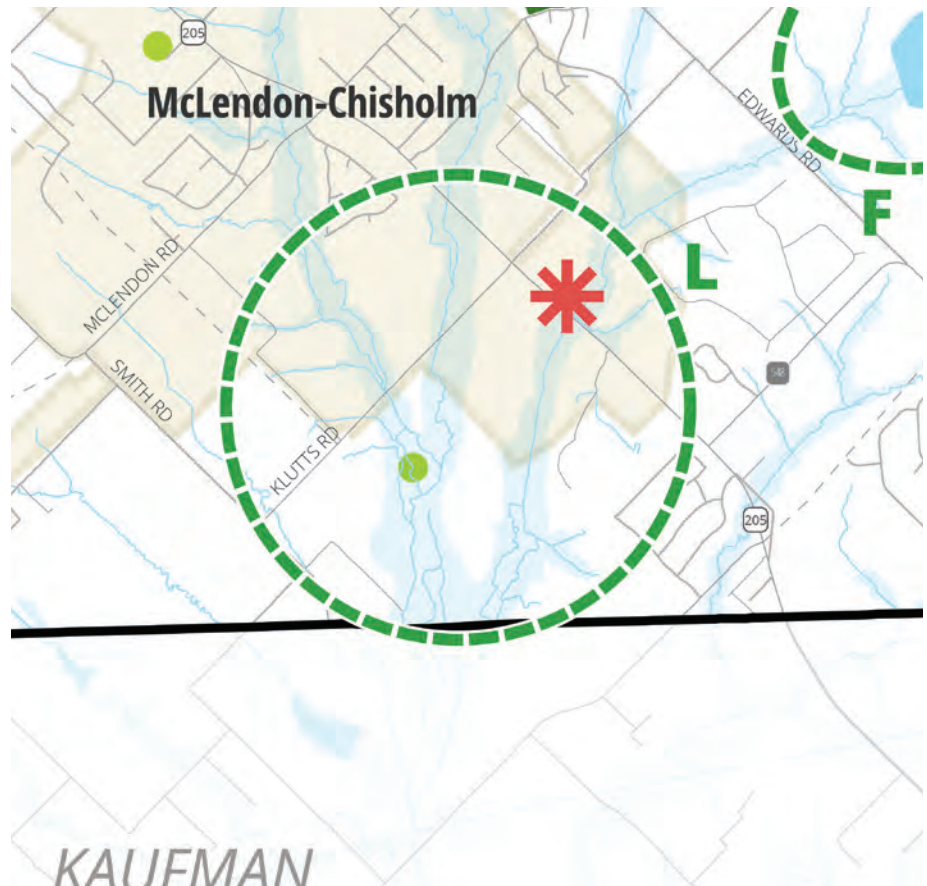 205
McLendon-Chisholm
EDWARDS RD
F
MCLENDON RD
L
SMITH RD
548
KLUTTS RD
205
KAUFMAN